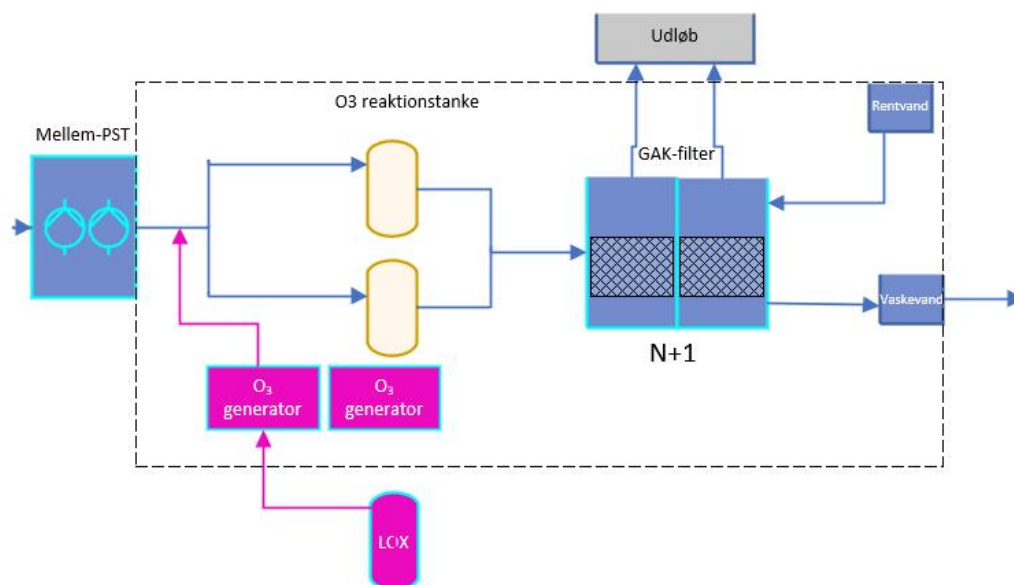 Udløb
O3 reaktionstanke
Rentvand
Mellem-PST
GAK-filter
Vaskevand
N+1
O₃
generator
O₃
generator
LOX